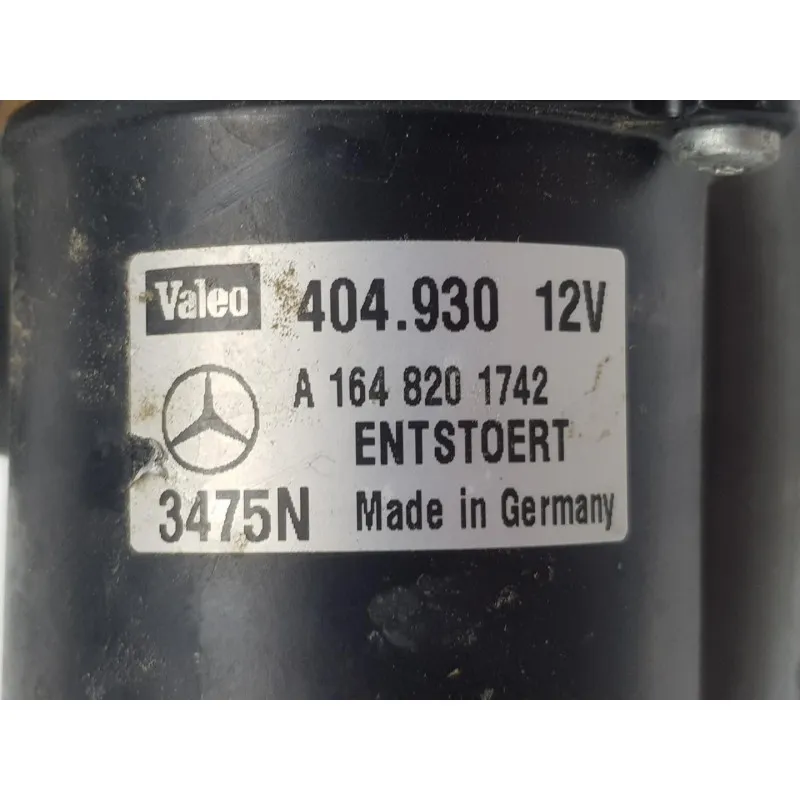 Valeo 404.930 12V
A 164 820 1742
ENTSTOERT
3475N Made in Germany